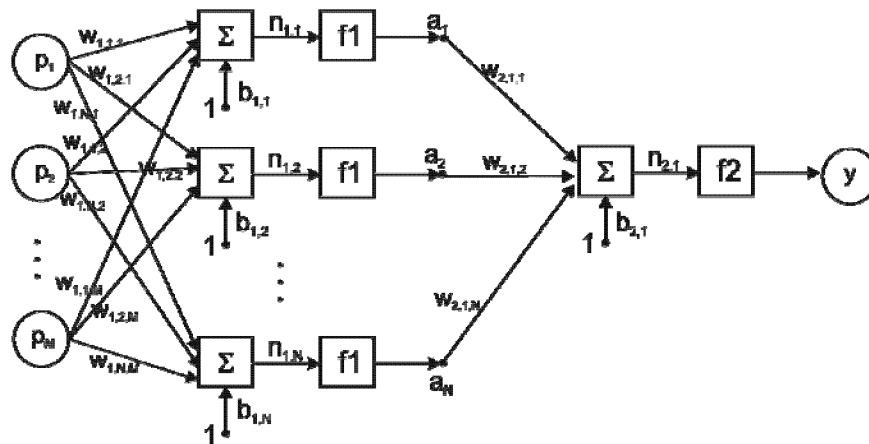 w1,1,1 Σ n1,1 f1 a1
p1 w1,2,1 1 b1,1 w2,1,1
w1,N,1
w1,1,2 Σ n1,2 f1 a2 w2,1,2 Σ n2,1 f2 y
p2 w1,2,2 1 b1,2 1 b2,1
w1,N,2
w1,1,M w2,1,N
w1,2,M
pM w1,N,M Σ n1,N f1 aN
1 b1,N